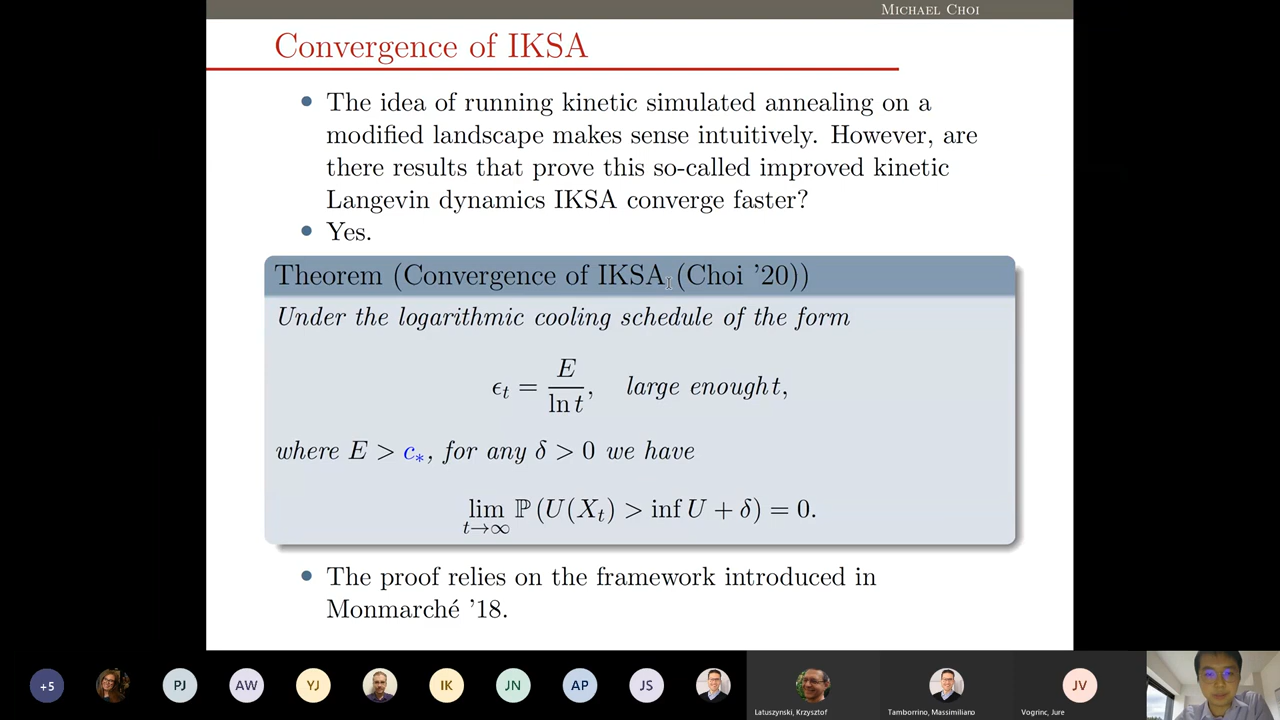 MICHAEL CHOI
Convergence of IKSA
• The idea of running kinetic simulated annealing on a
modified landscape makes sense intuitively. However, are
there results that prove this so-called improved kinetic
Langevin dynamics IKSA converge faster?
• Yes.
Theorem (Convergence of IKSA (Choi '20))
Under the logarithmic cooling schedule of the form
ϵ_t = E / ln t, large enough t,
where E > c_*, for any δ > 0 we have
lim_{t→∞} ℙ (U(X_t) > inf U + δ) = 0.
• The proof relies on the framework introduced in
Monmarché '18.
+5 PJ AW YJ IK JN AP JS JV
Latuszynski, Krzysztof Tamborrino, Massimiliano Vogrinc, Jure